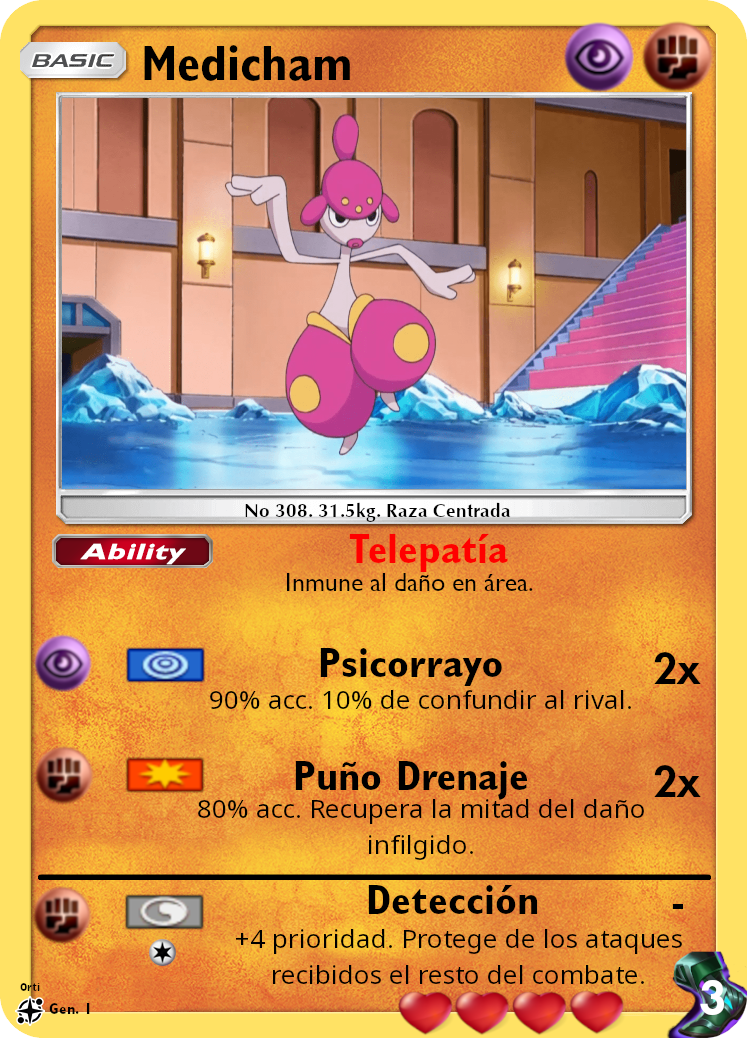 BASIC Medicham
No 308. 31.5kg. Raza Centrada
Ability Telepatía
Inmune al daño en área.
Psicorrayo 2x
90% acc. 10% de confundir al rival.
Puño Drenaje 2x
80% acc. Recupera la mitad del daño
infilgido.
Detección -
+4 prioridad. Protege de los ataques
recibidos el resto del combate.
Orti
Gen. I
3